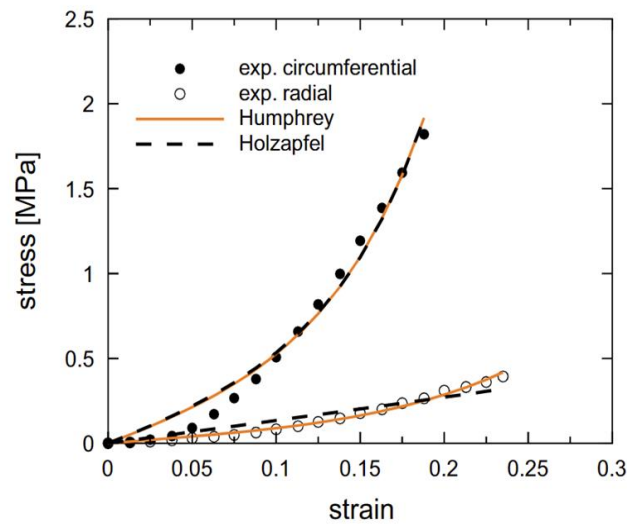 2.5
exp. circumferential
exp. radial
2
Humphrey
Holzapfel
1.5
stress [MPa]
1
0.5
0
0 0.05 0.1 0.15 0.2 0.25 0.3
strain